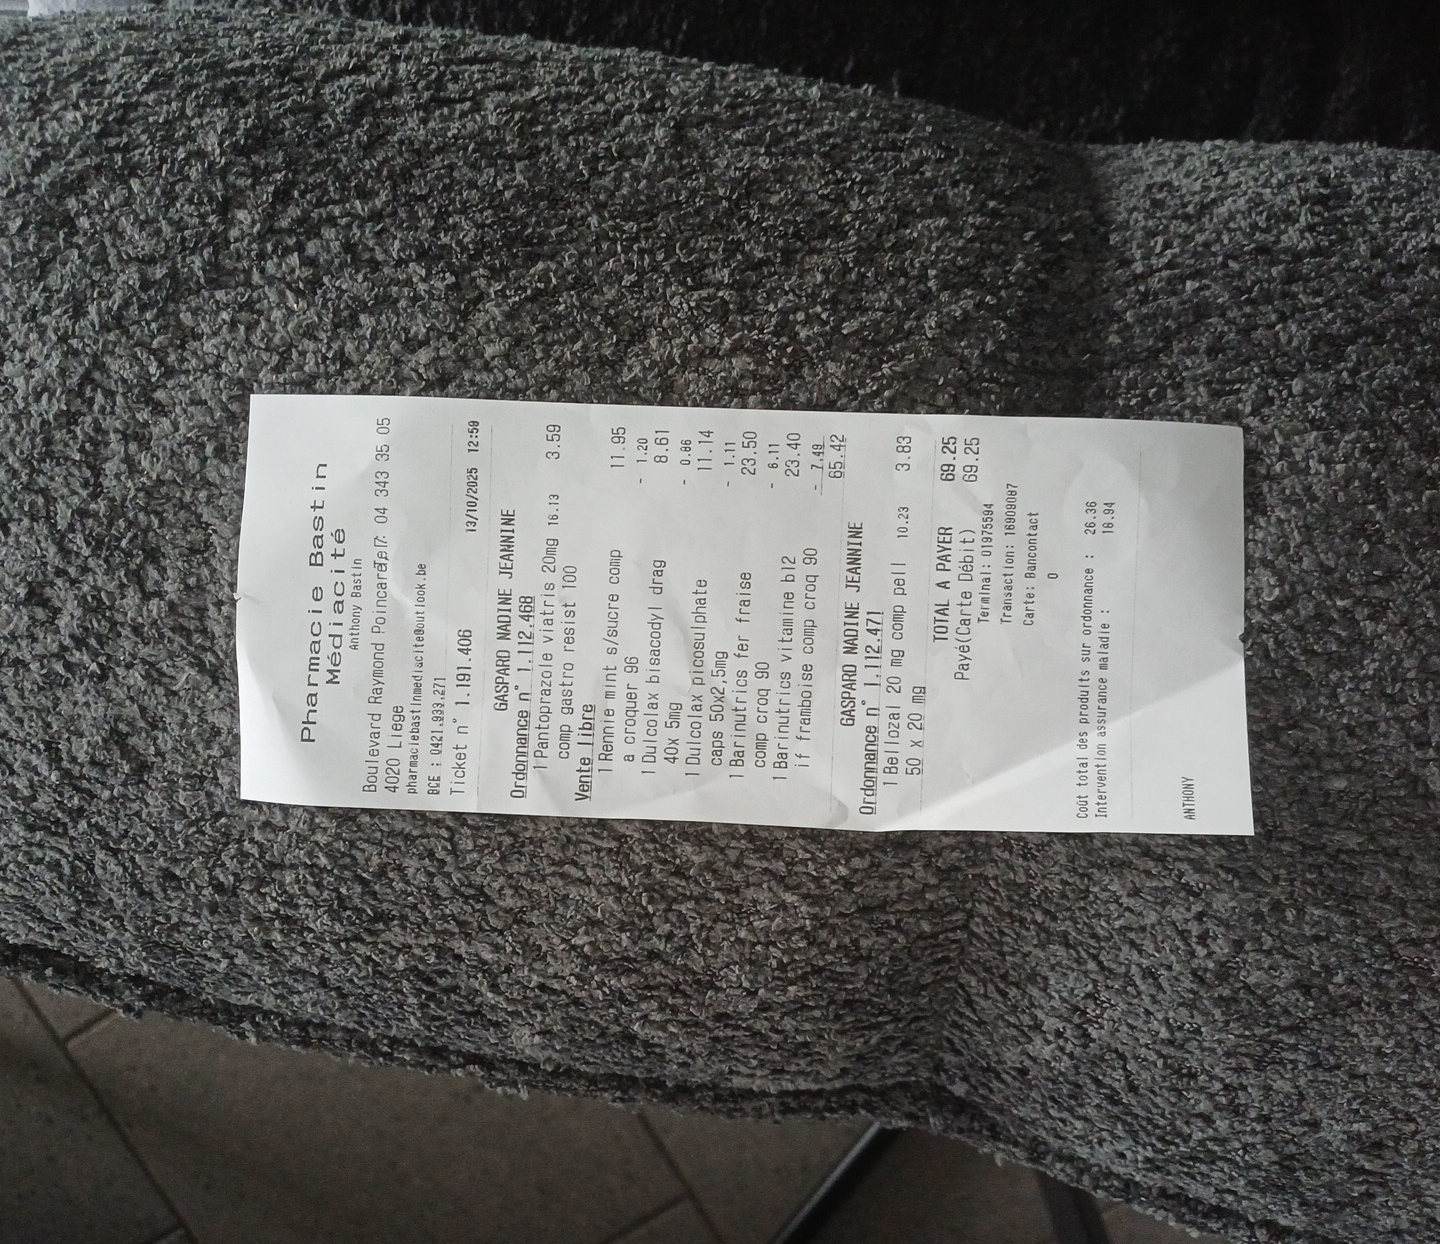 Pharmacie Bastin
Médiacité
Anthony Bastin
Boulevard Raymond Poincaré 7: 04 343 35 05
4020 Liege
pharmaciebastinmediacite@outlook.be
BCE : 0421.939.271
Ticket n° 1.191.406 13/10/2025 12:59
GASPARD NADINE JEANNINE
Ordonnance n° 1.112.468
1 Pantoprazole viatris 20mg 16.13 3.59
comp gastro resist 100
Vente libre
1 Rennie mint s/sucre comp 11.95
a croquer 96 - 1.20
1 Dulcolax bisacodyl drag 8.61
40x 5mg - 0.86
1 Dulcolax picosulphate 11.14
caps 50x2,5mg - 1.11
1 Barinutrics fer fraise 23.50
comp croq 90 - 6.11
1 Barinutrics vitamine b12 23.40
if framboise comp croq 90 - 7.49
65.42
GASPARD NADINE JEANNINE
Ordonnance n° 1.112.471
1 Bellozal 20 mg comp pell 10.23 3.83
50 x 20 mg
TOTAL A PAYER 69.25
Payé(Carte Débit) 69.25
Terminal: 01975594
Transaction: 16909087
Carte: Bancontact
0
Coût total des produits sur ordonnance : 26.36
Intervention assurance maladie : 18.94
ANTHONY